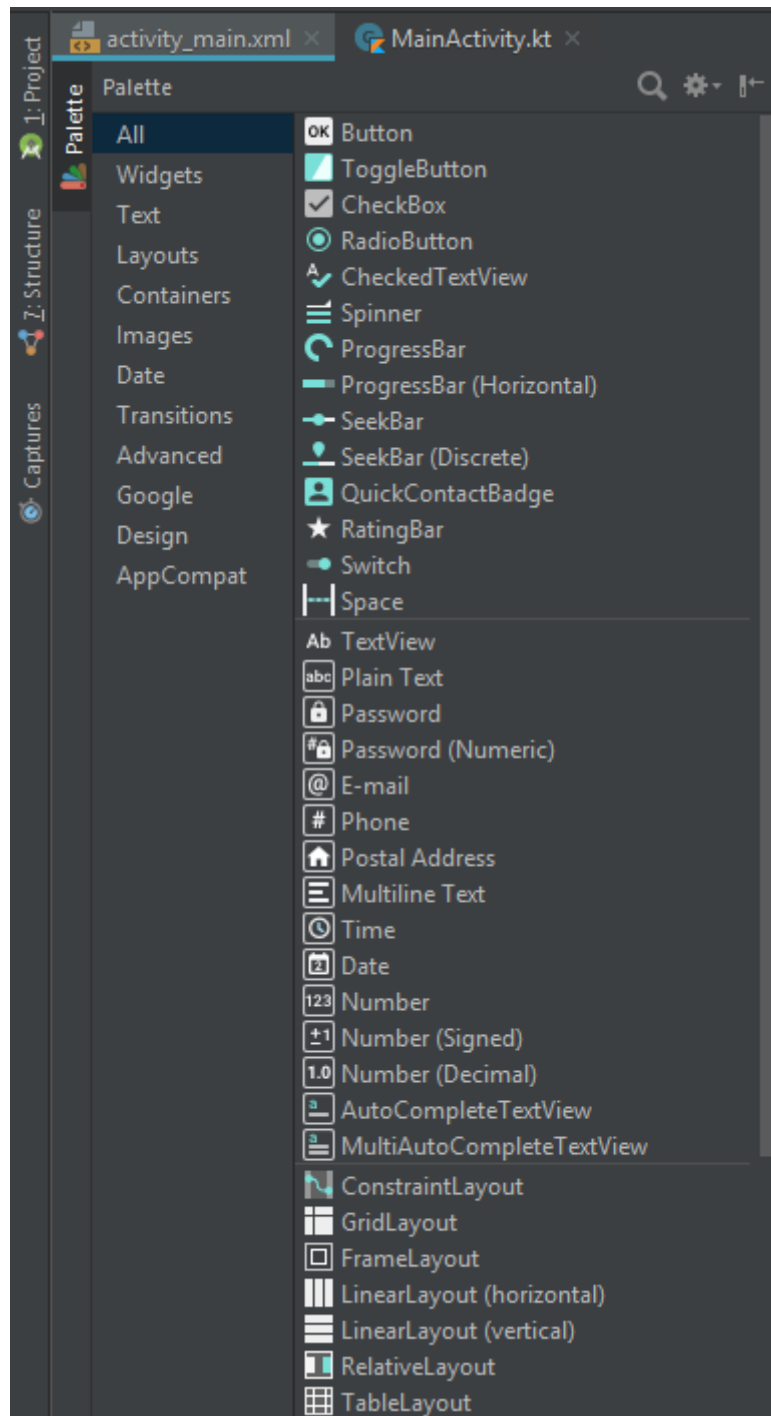 activity_main.xml
MainActivity.kt
1: Project
7: Structure
Captures
Palette
Palette
All
Widgets
Text
Layouts
Containers
Images
Date
Transitions
Advanced
Google
Design
AppCompat
OK Button
ToggleButton
CheckBox
RadioButton
A CheckedTextView
Spinner
ProgressBar
ProgressBar (Horizontal)
SeekBar
SeekBar (Discrete)
QuickContactBadge
RatingBar
Switch
Space
Ab TextView
abc Plain Text
Password
# Password (Numeric)
@ E-mail
# Phone
Postal Address
Multiline Text
Time
2 Date
123 Number
±1 Number (Signed)
1.0 Number (Decimal)
a AutoCompleteTextView
a MultiAutoCompleteTextView
ConstraintLayout
GridLayout
FrameLayout
LinearLayout (horizontal)
LinearLayout (vertical)
RelativeLayout
TableLayout